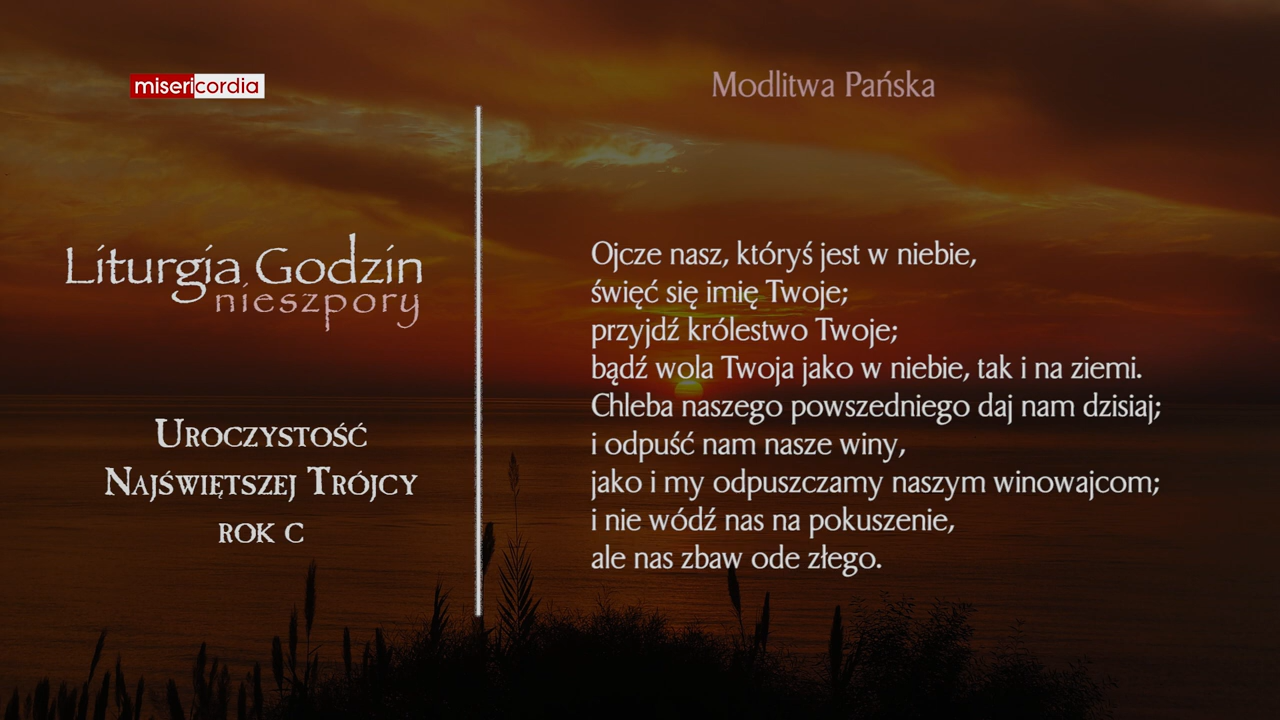 misericordia
Liturgia Godzin
nieszpory
Uroczystość
Najświętszej Trójcy
rok C
Modlitwa Pańska
Ojcze nasz, któryś jest w niebie,
święć się imię Twoje;
przyjdź królestwo Twoje;
bądź wola Twoja jako w niebie, tak i na ziemi.
Chleba naszego powszedniego daj nam dzisiaj;
i odpuść nam nasze winy,
jako i my odpuszczamy naszym winowajcom;
i nie wódź nas na pokuszenie,
ale nas zbaw ode złego.